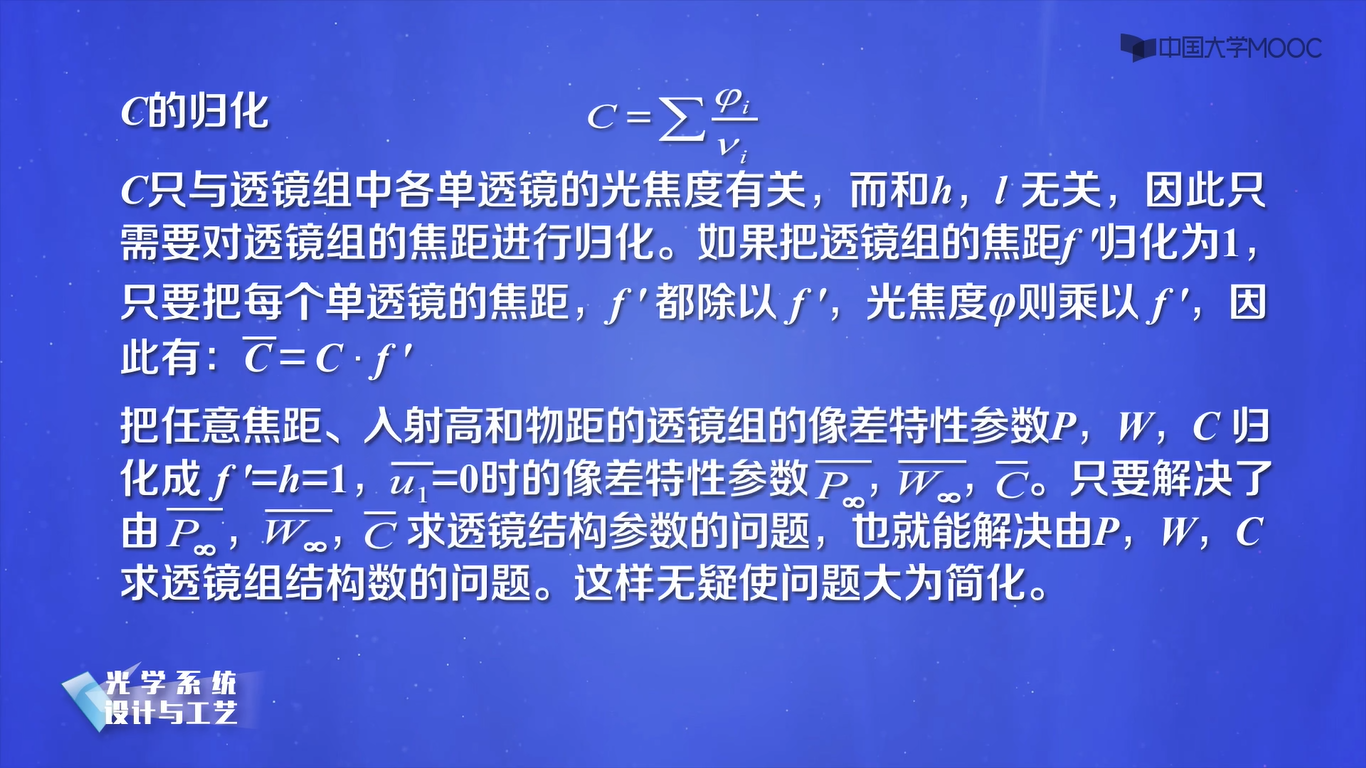 中国大学MOOC
C的归化 C = ∑ φᵢ/νᵢ
C只与透镜组中各单透镜的光焦度有关，而和h，l 无关，因此只
需要对透镜组的焦距进行归化。如果把透镜组的焦距f ′归化为1，
只要把每个单透镜的焦距，f ′ 都除以 f ′，光焦度φ则乘以 f ′，因
此有：C̅ = C · f ′
把任意焦距、入射高和物距的透镜组的像差特性参数P，W，C 归
化成 f ′=h=1，u̅₁=0时的像差特性参数 P̅∞，W̅∞，C̅。只要解决了
由 P̅∞，W̅∞，C̅ 求透镜结构参数的问题，也就能解决由P，W，C
求透镜组结构数的问题。这样无疑使问题大为简化。
光学系统
设计与工艺